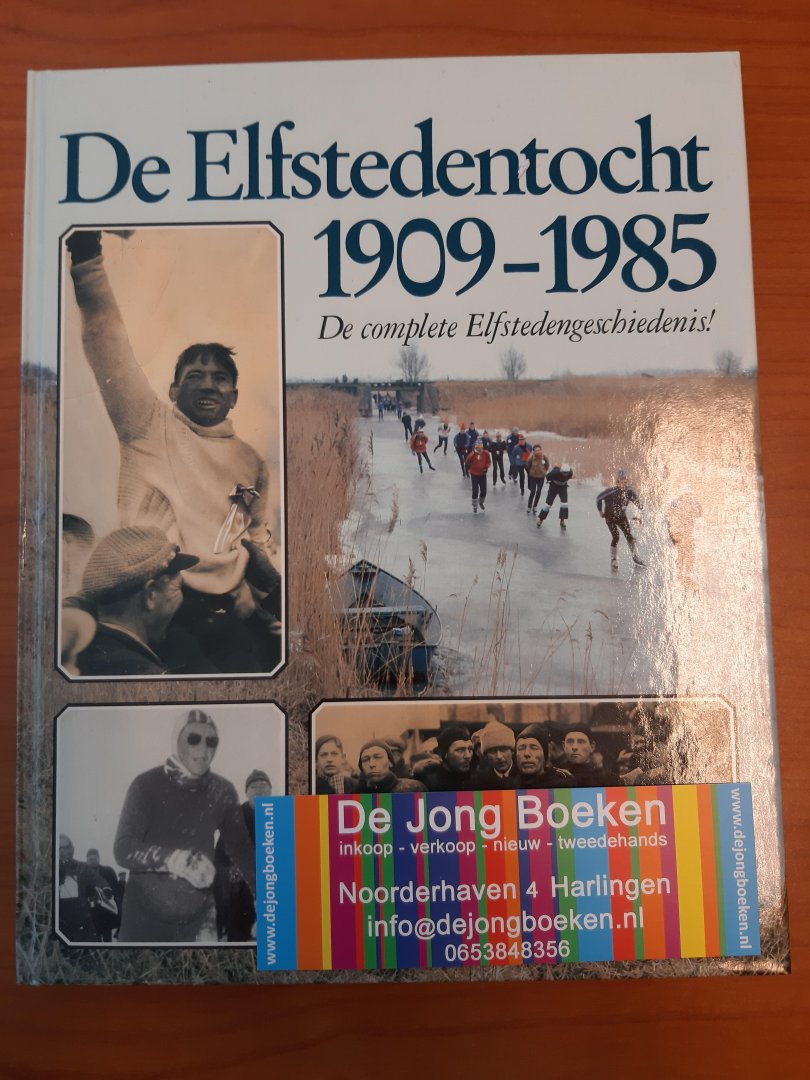 De Elfstedentocht
1909-1985
De complete Elfstedengeschiedenis!
www.dejongboeken.nl
De Jong Boeken
inkoop - verkoop - nieuw - tweedehands
Noorderhaven 4 Harlingen
info@dejongboeken.nl
0653848356
www.dejongboeken.nl